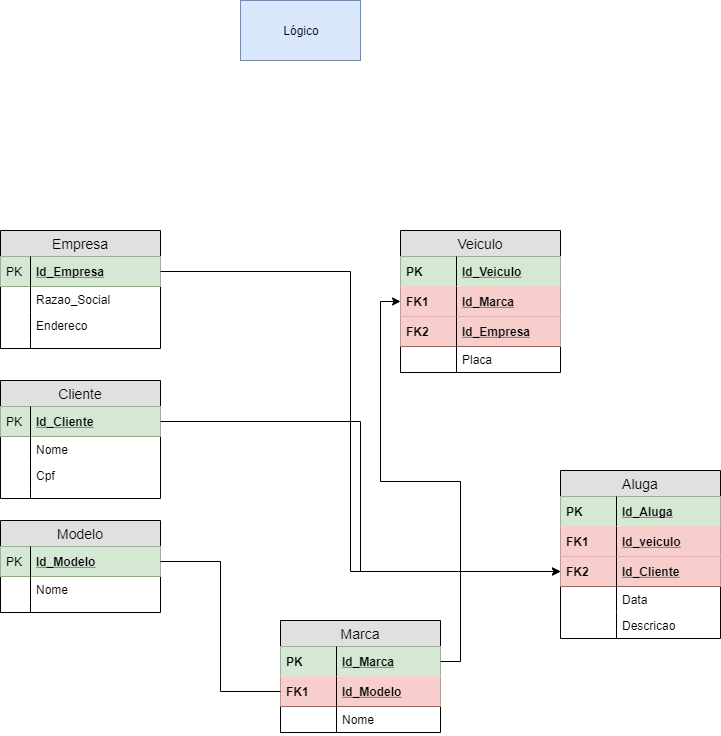 Lógico
Empresa
PK Id_Empresa
Razao_Social
Endereco
Veiculo
PK Id_Veiculo
FK1 Id_Marca
FK2 Id_Empresa
Placa
Cliente
PK Id_Cliente
Nome
Cpf
Aluga
PK Id_Aluga
FK1 Id_veiculo
FK2 Id_Cliente
Data
Descricao
Modelo
PK Id_Modelo
Nome
Marca
PK Id_Marca
FK1 Id_Modelo
Nome